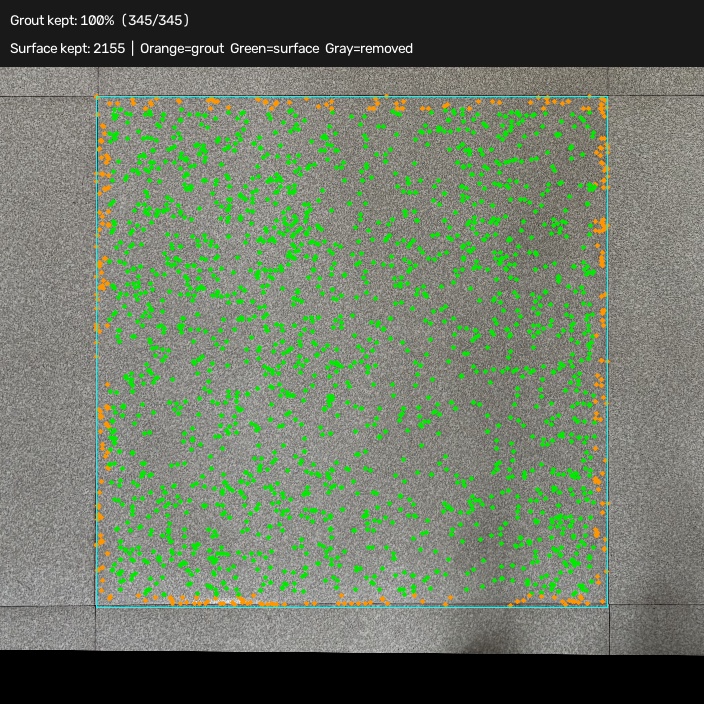 Grout kept: 100% (345/345)
Surface kept: 2155 | Orange=grout Green=surface Gray=removed